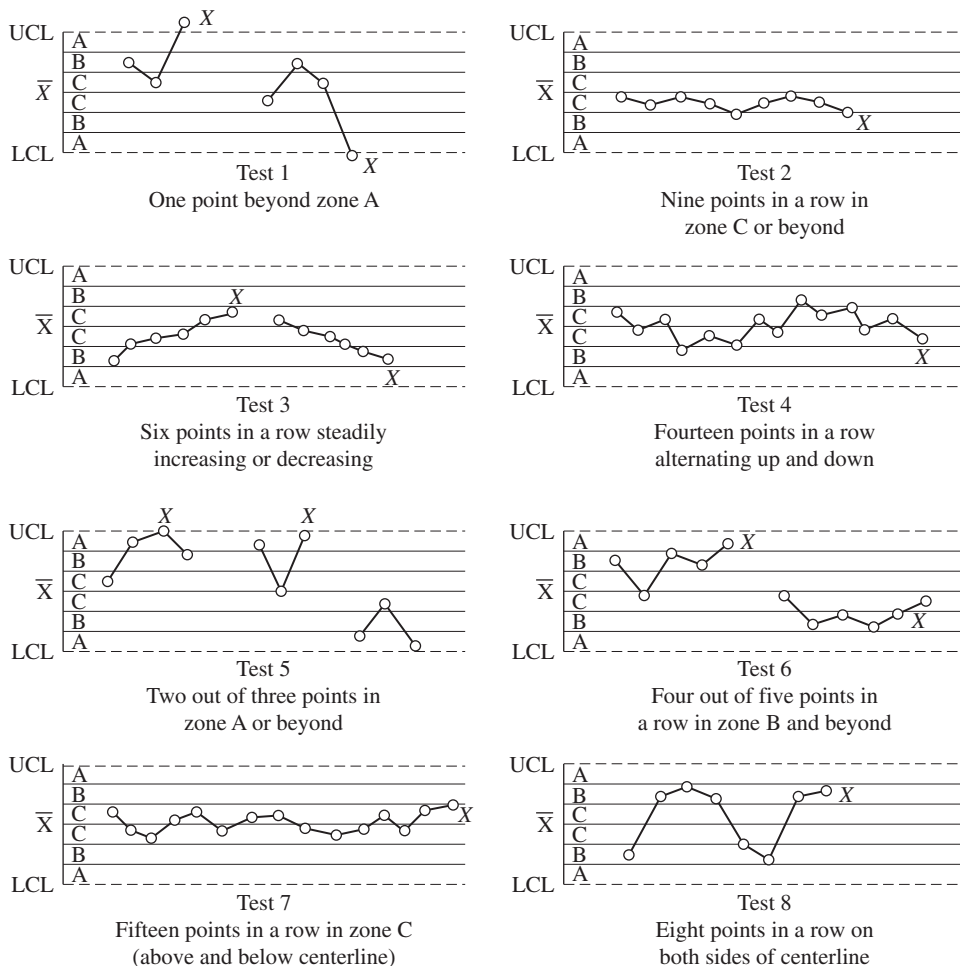 UCL A X
B
X̅ C
C
B
LCL A X
Test 1
One point beyond zone A
UCL A
B
X̅ C
C
B X
LCL A
Test 2
Nine points in a row in
zone C or beyond
UCL A
B X
X̅ C
C
B
LCL A X
Test 3
Six points in a row steadily
increasing or decreasing
UCL A
B
X̅ C
C
B X
LCL A
Test 4
Fourteen points in a row
alternating up and down
UCL A X X
B
X̅ C
C
B
LCL A
Test 5
Two out of three points in
zone A or beyond
UCL A X
B
X̅ C
C
B X
LCL A
Test 6
Four out of five points in
a row in zone B and beyond
UCL A
B
X̅ C X
C
B
LCL A
Test 7
Fifteen points in a row in zone C
(above and below centerline)
UCL A
B X
X̅ C
C
B
LCL A
Test 8
Eight points in a row on
both sides of centerline